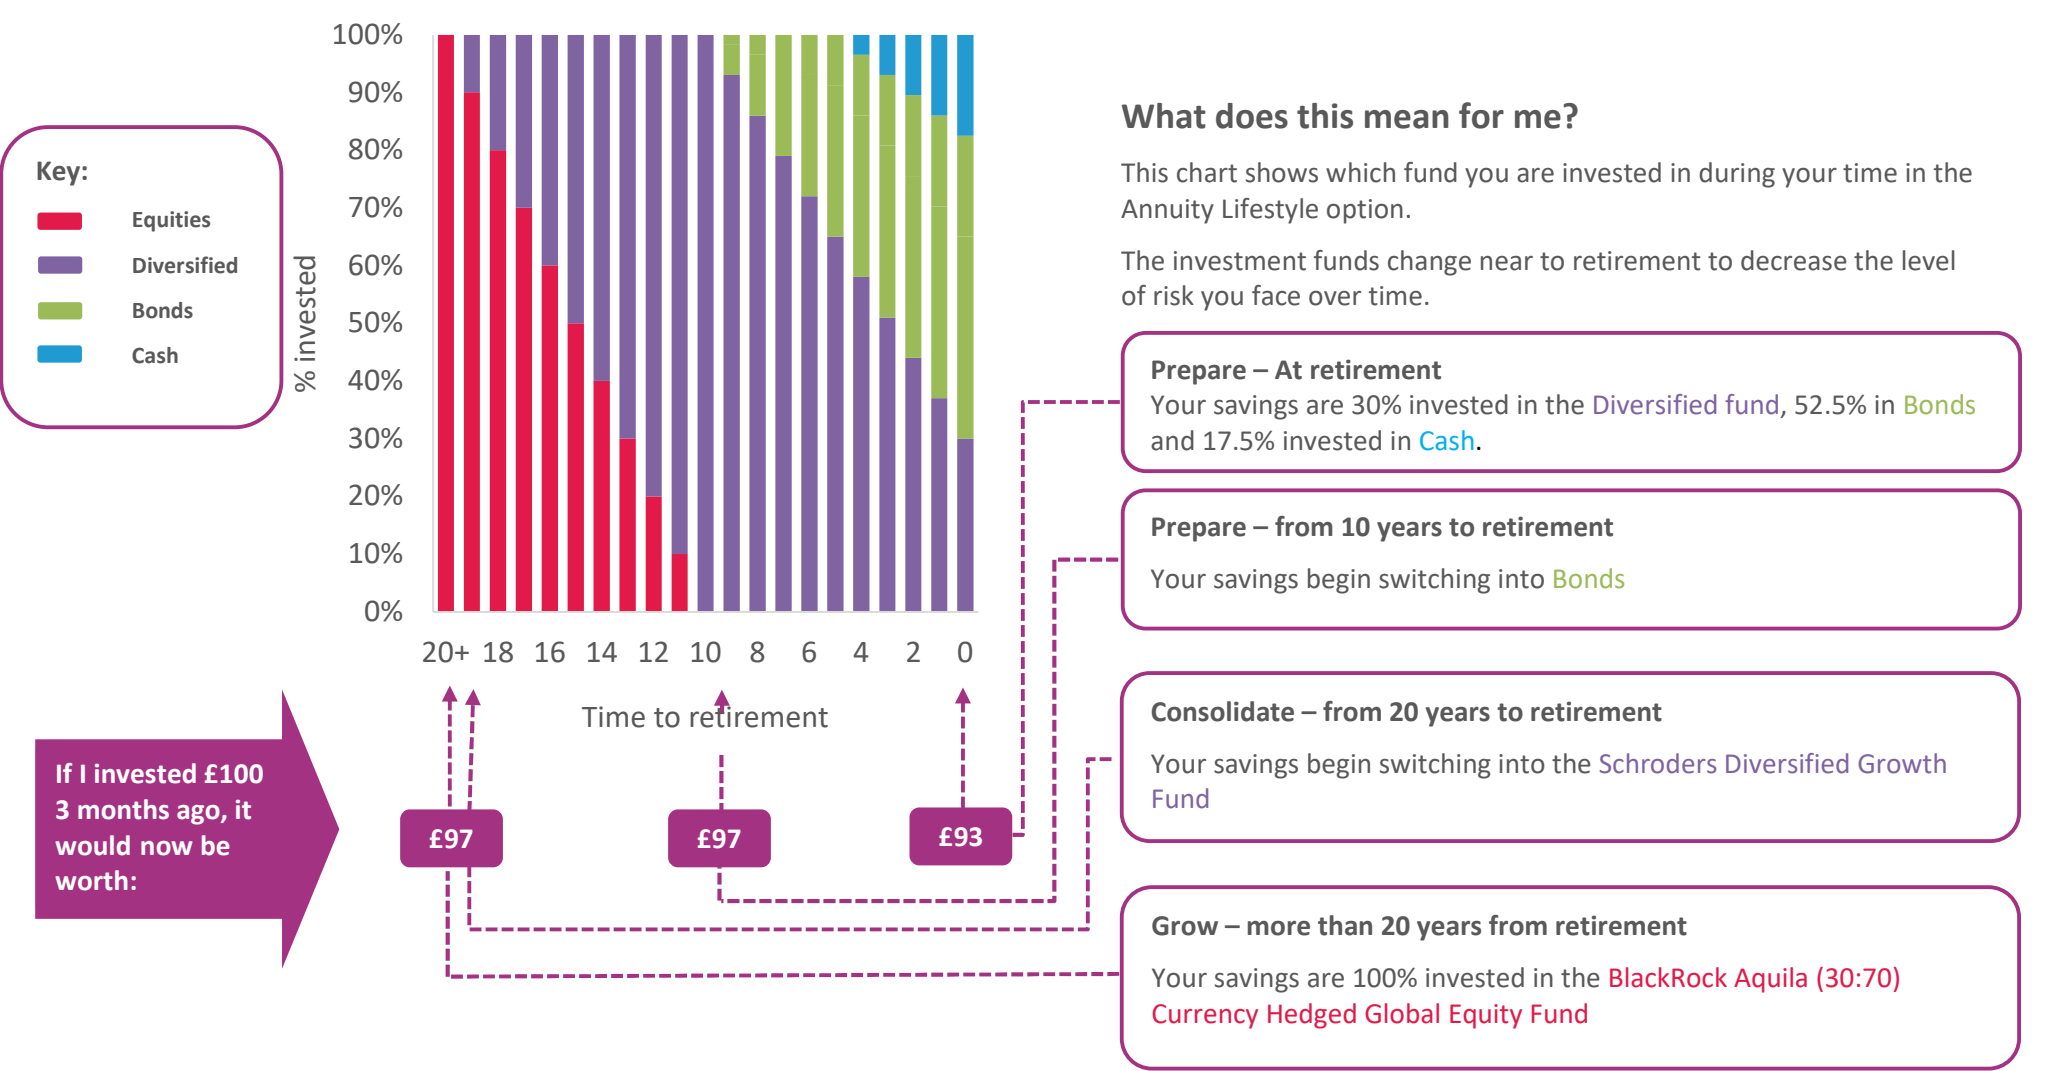 100%
90%
80%
70%
60%
50%
40%
30%
20%
10%
0%
% invested
20+ 18 16 14 12 10 8 6 4 2 0
Time to retirement
Key:
Equities
Diversified
Bonds
Cash
If I invested £100
3 months ago, it
would now be
worth:
£97
£97
£93
What does this mean for me?
This chart shows which fund you are invested in during your time in the
Annuity Lifestyle option.
The investment funds change near to retirement to decrease the level
of risk you face over time.
Prepare – At retirement
Your savings are 30% invested in the Diversified fund, 52.5% in Bonds
and 17.5% invested in Cash.
Prepare – from 10 years to retirement
Your savings begin switching into Bonds
Consolidate – from 20 years to retirement
Your savings begin switching into the Schroders Diversified Growth
Fund
Grow – more than 20 years from retirement
Your savings are 100% invested in the BlackRock Aquila (30:70)
Currency Hedged Global Equity Fund